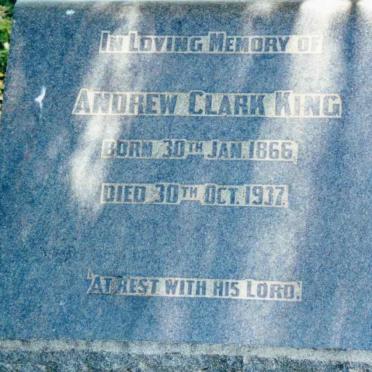 In Loving Memory of
Andrew Clark King
Born 30th Jan. 1866.
Died 30th Oct. 1937.
At rest with his Lord.